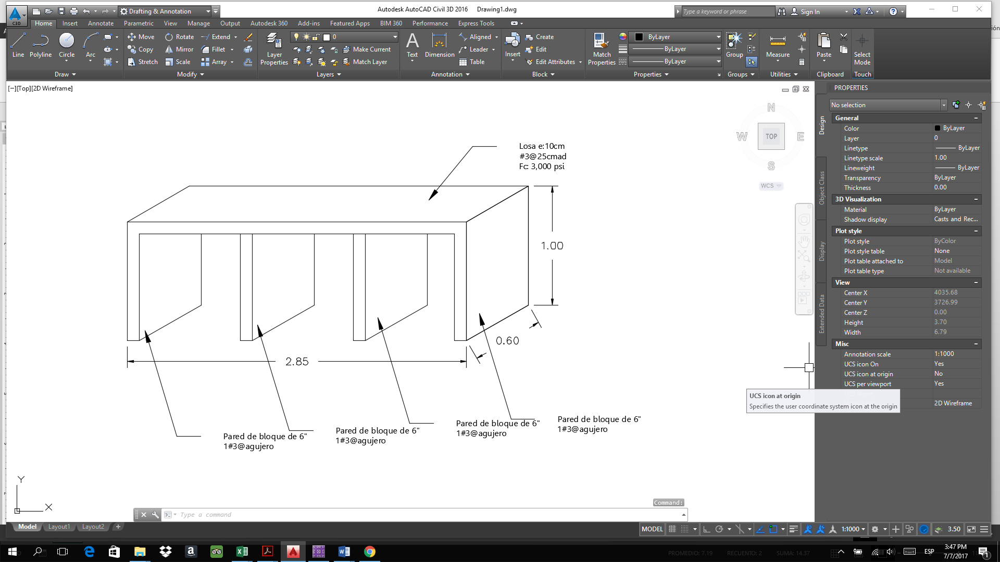 Drafting & Annotation
Autodesk AutoCAD Civil 3D 2016 Drawing1.dwg
Type a keyword or phrase
Sign In
C3D
Home Insert Annotate Parametric View Manage Output Autodesk 360 Add-ins Featured Apps BIM 360 Performance Express Tools
Line Polyline Circle Arc
Move Rotate Extend
Copy Mirror Fillet
Stretch Scale Array
Layer Properties
0
Make Current
Match Layer
Text Dimension
Aligned
Leader
Table
Insert
Create
Edit
Edit Attributes
Match Properties
ByLayer
ByLayer
ByLayer
Group Measure Paste Select Mode
Draw Modify Layers Annotation Block Properties Groups Utilities Clipboard Touch
[−][Top][2D Wireframe]
N
W TOP E
S
WCS
Losa e:10cm
#3@25cmad
Fc: 3,000 psi
1.00
0.60
2.85
Pared de bloque de 6"
1#3@agujero
Pared de bloque de 6"
1#3@agujero
Pared de bloque de 6"
1#3@agujero
Pared de bloque de 6"
1#3@agujero
Y
X
PROPERTIES
No selection
Design
Object Class
Display
Extended Data
General
Color ByLayer
Layer 0
Linetype ByLayer
Linetype scale 1.00
Lineweight ByLayer
Transparency ByLayer
Thickness 0.00
3D Visualization
Material ByLayer
Shadow display Casts and Rec...
Plot style
Plot style ByColor
Plot style table None
Plot table attached to Model
Plot table type Not available
View
Center X 4035.68
Center Y 3726.99
Center Z 0.00
Height 3.70
Width 6.79
Misc
Annotation scale 1:1000
UCS icon On Yes
UCS icon at origin No
UCS per viewport Yes
2D Wireframe
UCS icon at origin
Specifies the user coordinate system icon at the origin
Command:
Type a command
Model Layout1 Layout2 +
MODEL 1:1000 3.50
PROMEDIO: 7.19 RECUENTO: 2 SUMA: 14.37
ESP
3:47 PM
7/7/2017
1